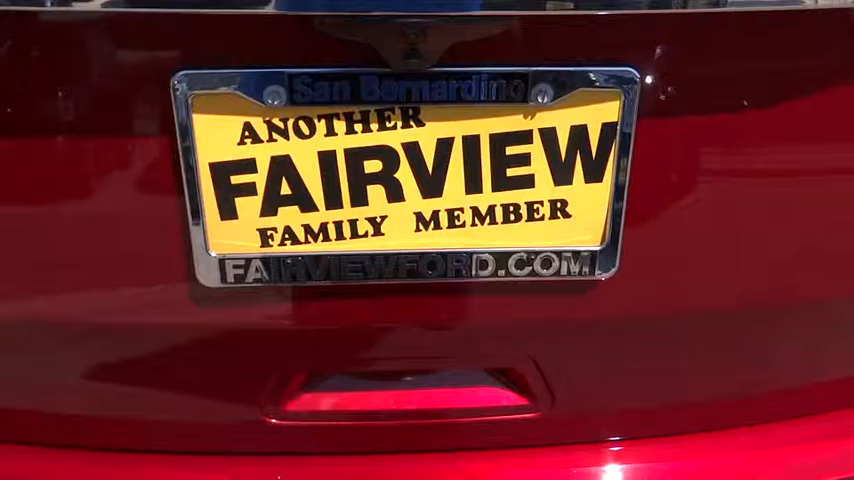 San Bernardino
ANOTHER
FAIRVIEW
FAMILY MEMBER
FAIRVIEWFORD.COM